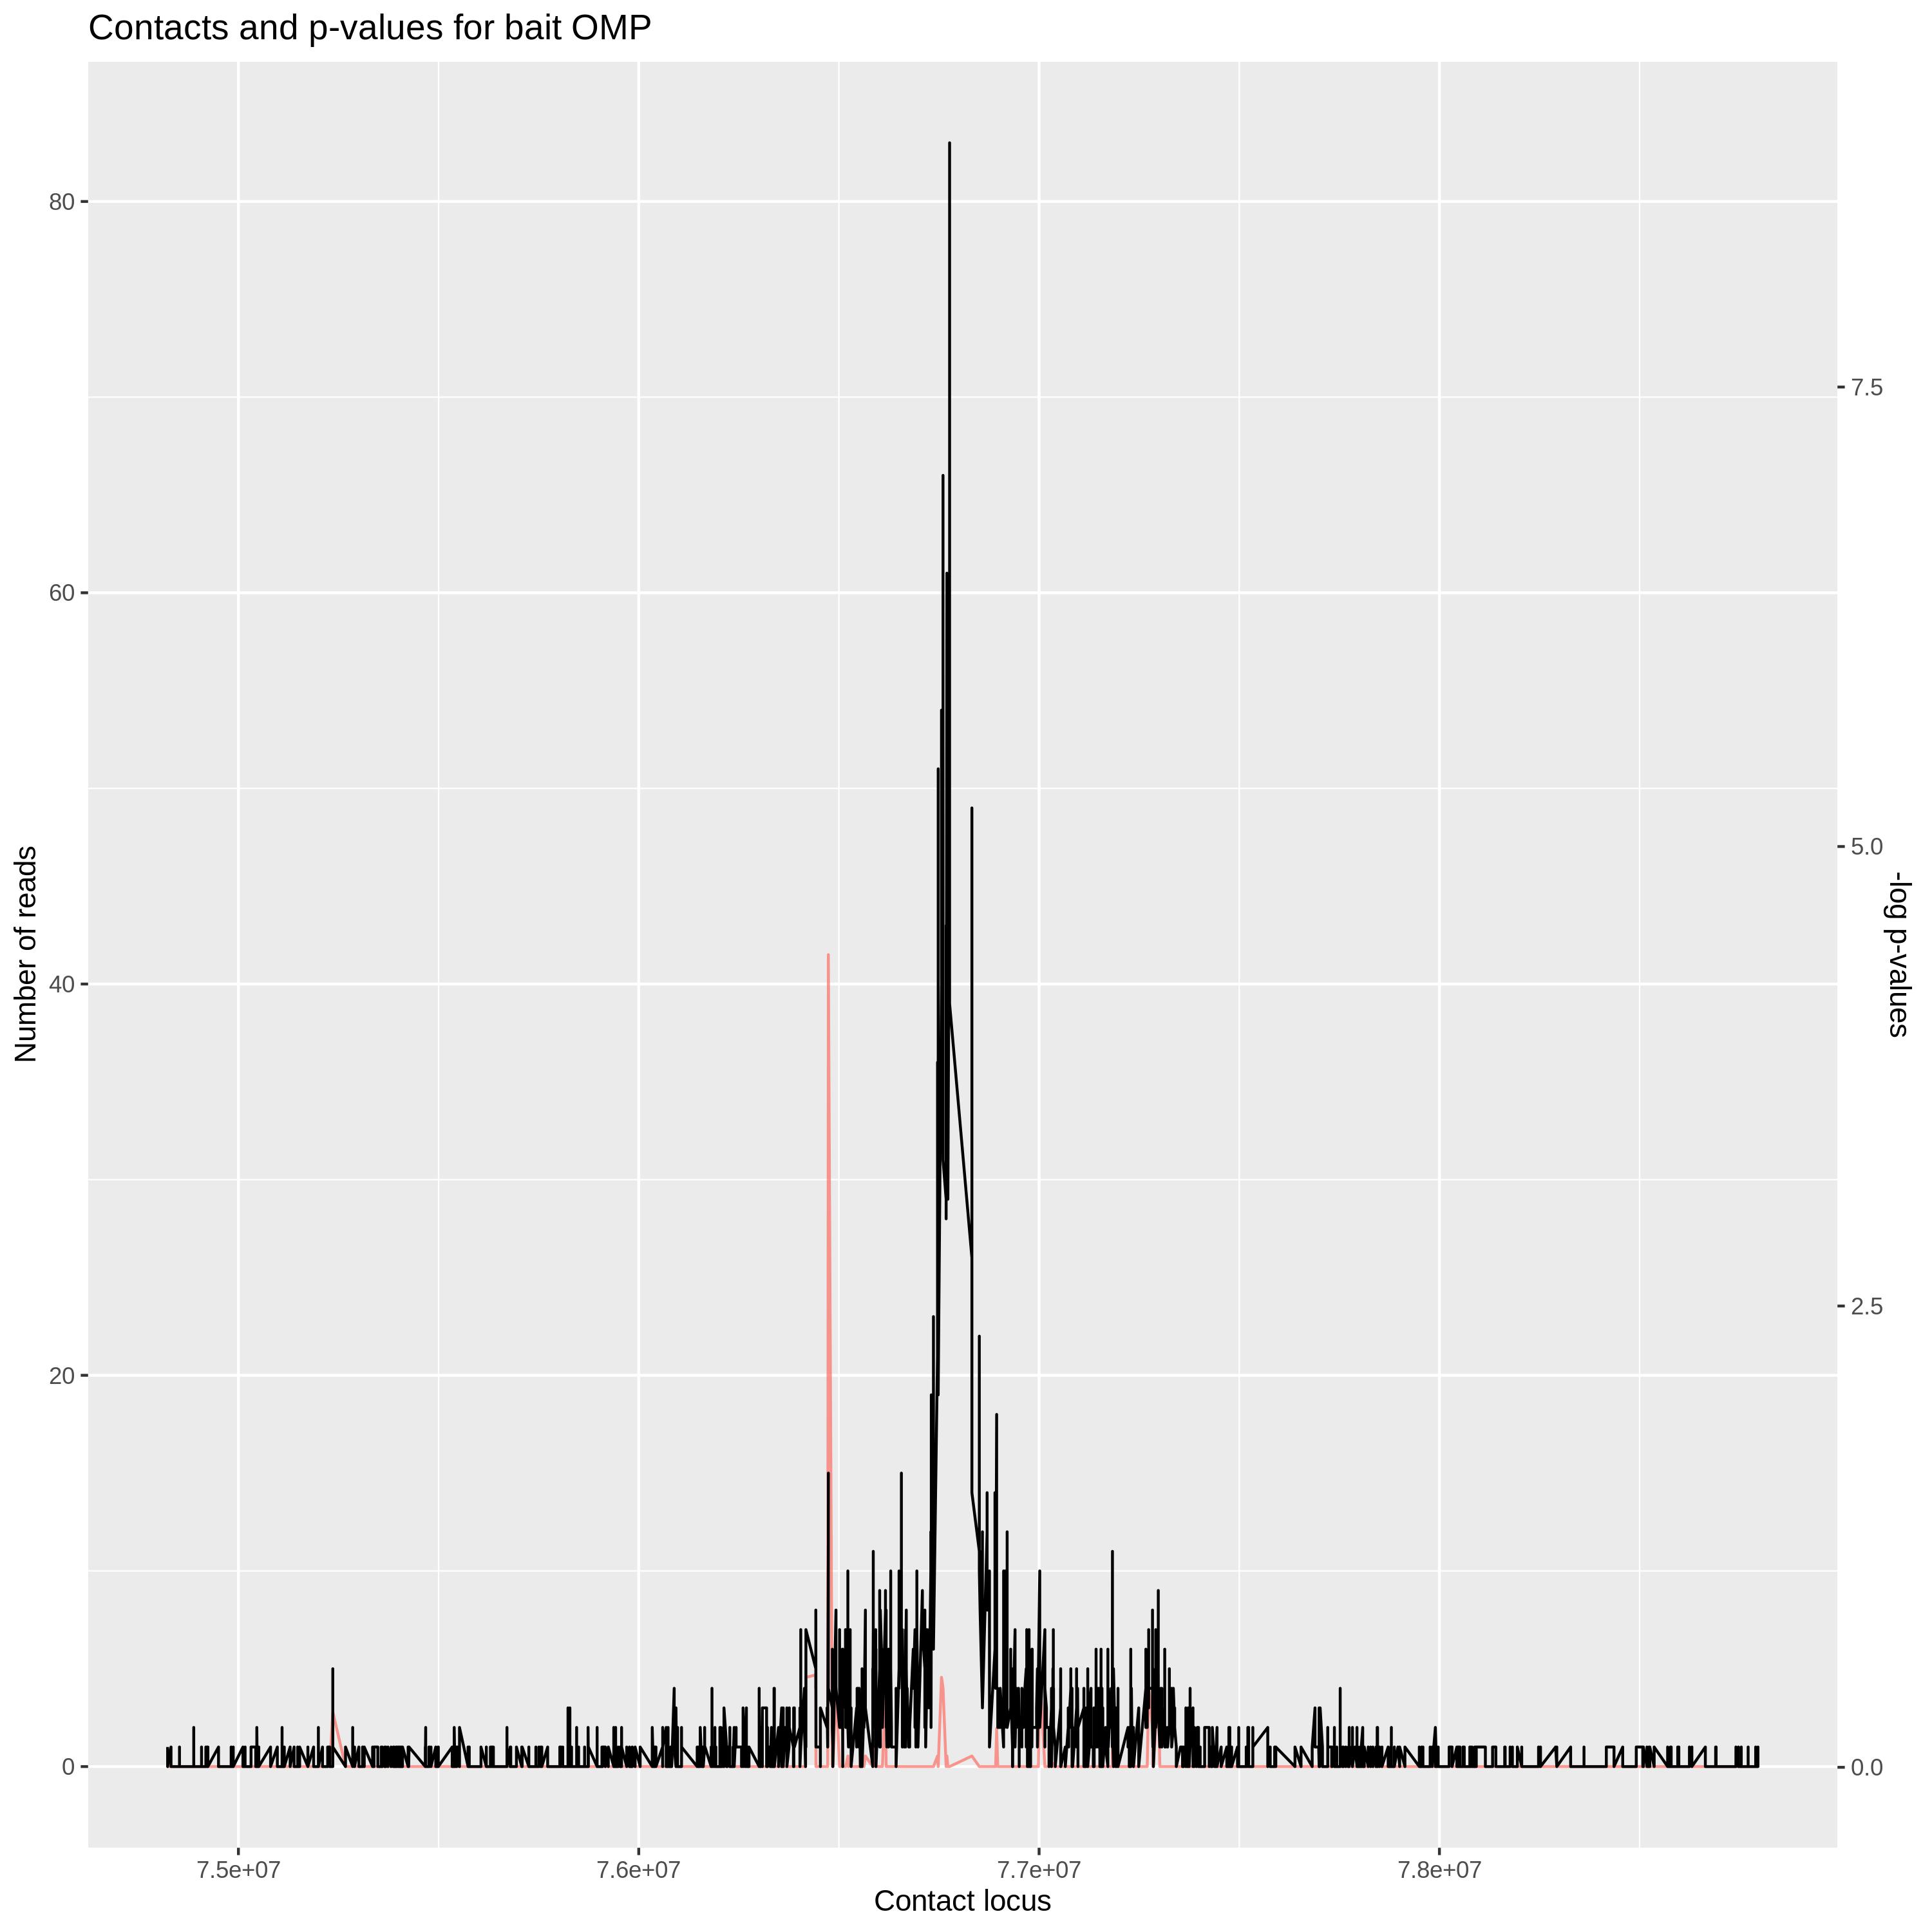 Contacts and p-values for bait OMP
Number of reads
80
60
40
20
0
7.5
5.0
2.5
0.0
-log p-values
7.5e+07
7.6e+07
7.7e+07
7.8e+07
Contact locus